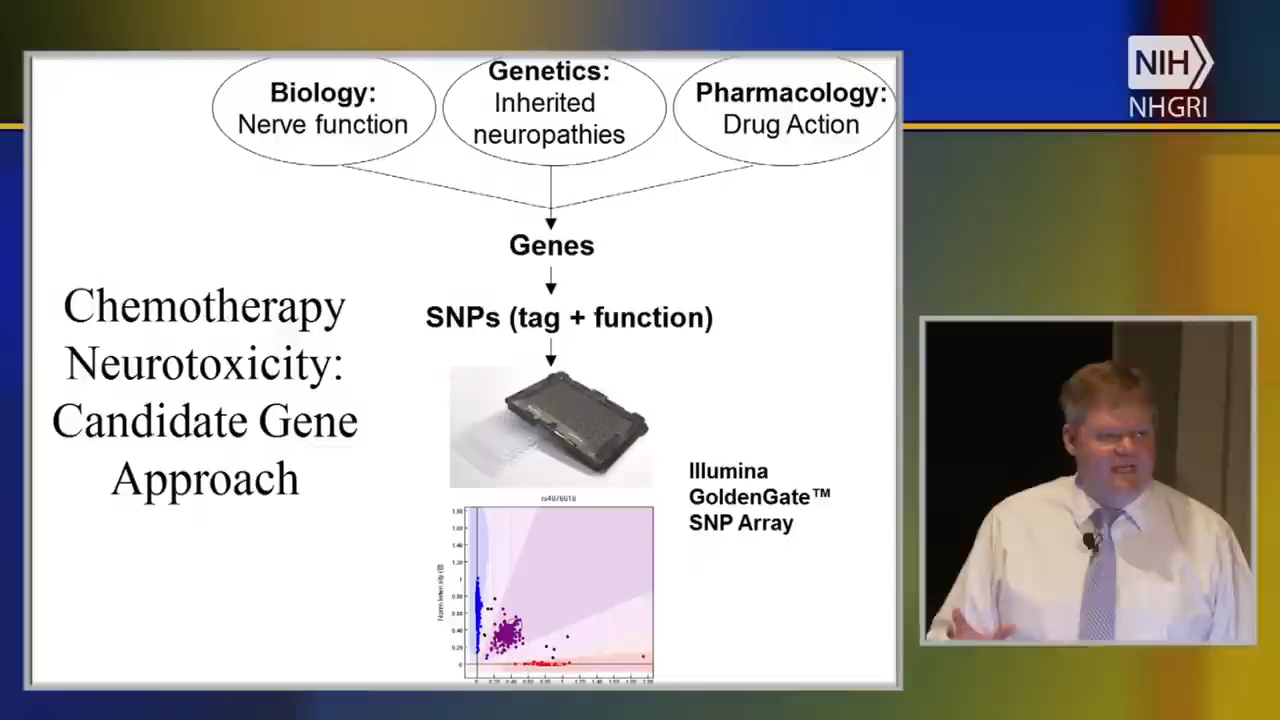 NIH
NHGRI
Biology:
Nerve function
Genetics:
Inherited
neuropathies
Pharmacology:
Drug Action
Genes
SNPs (tag + function)
Chemotherapy
Neurotoxicity:
Candidate Gene
Approach
Illumina
GoldenGate™
SNP Array